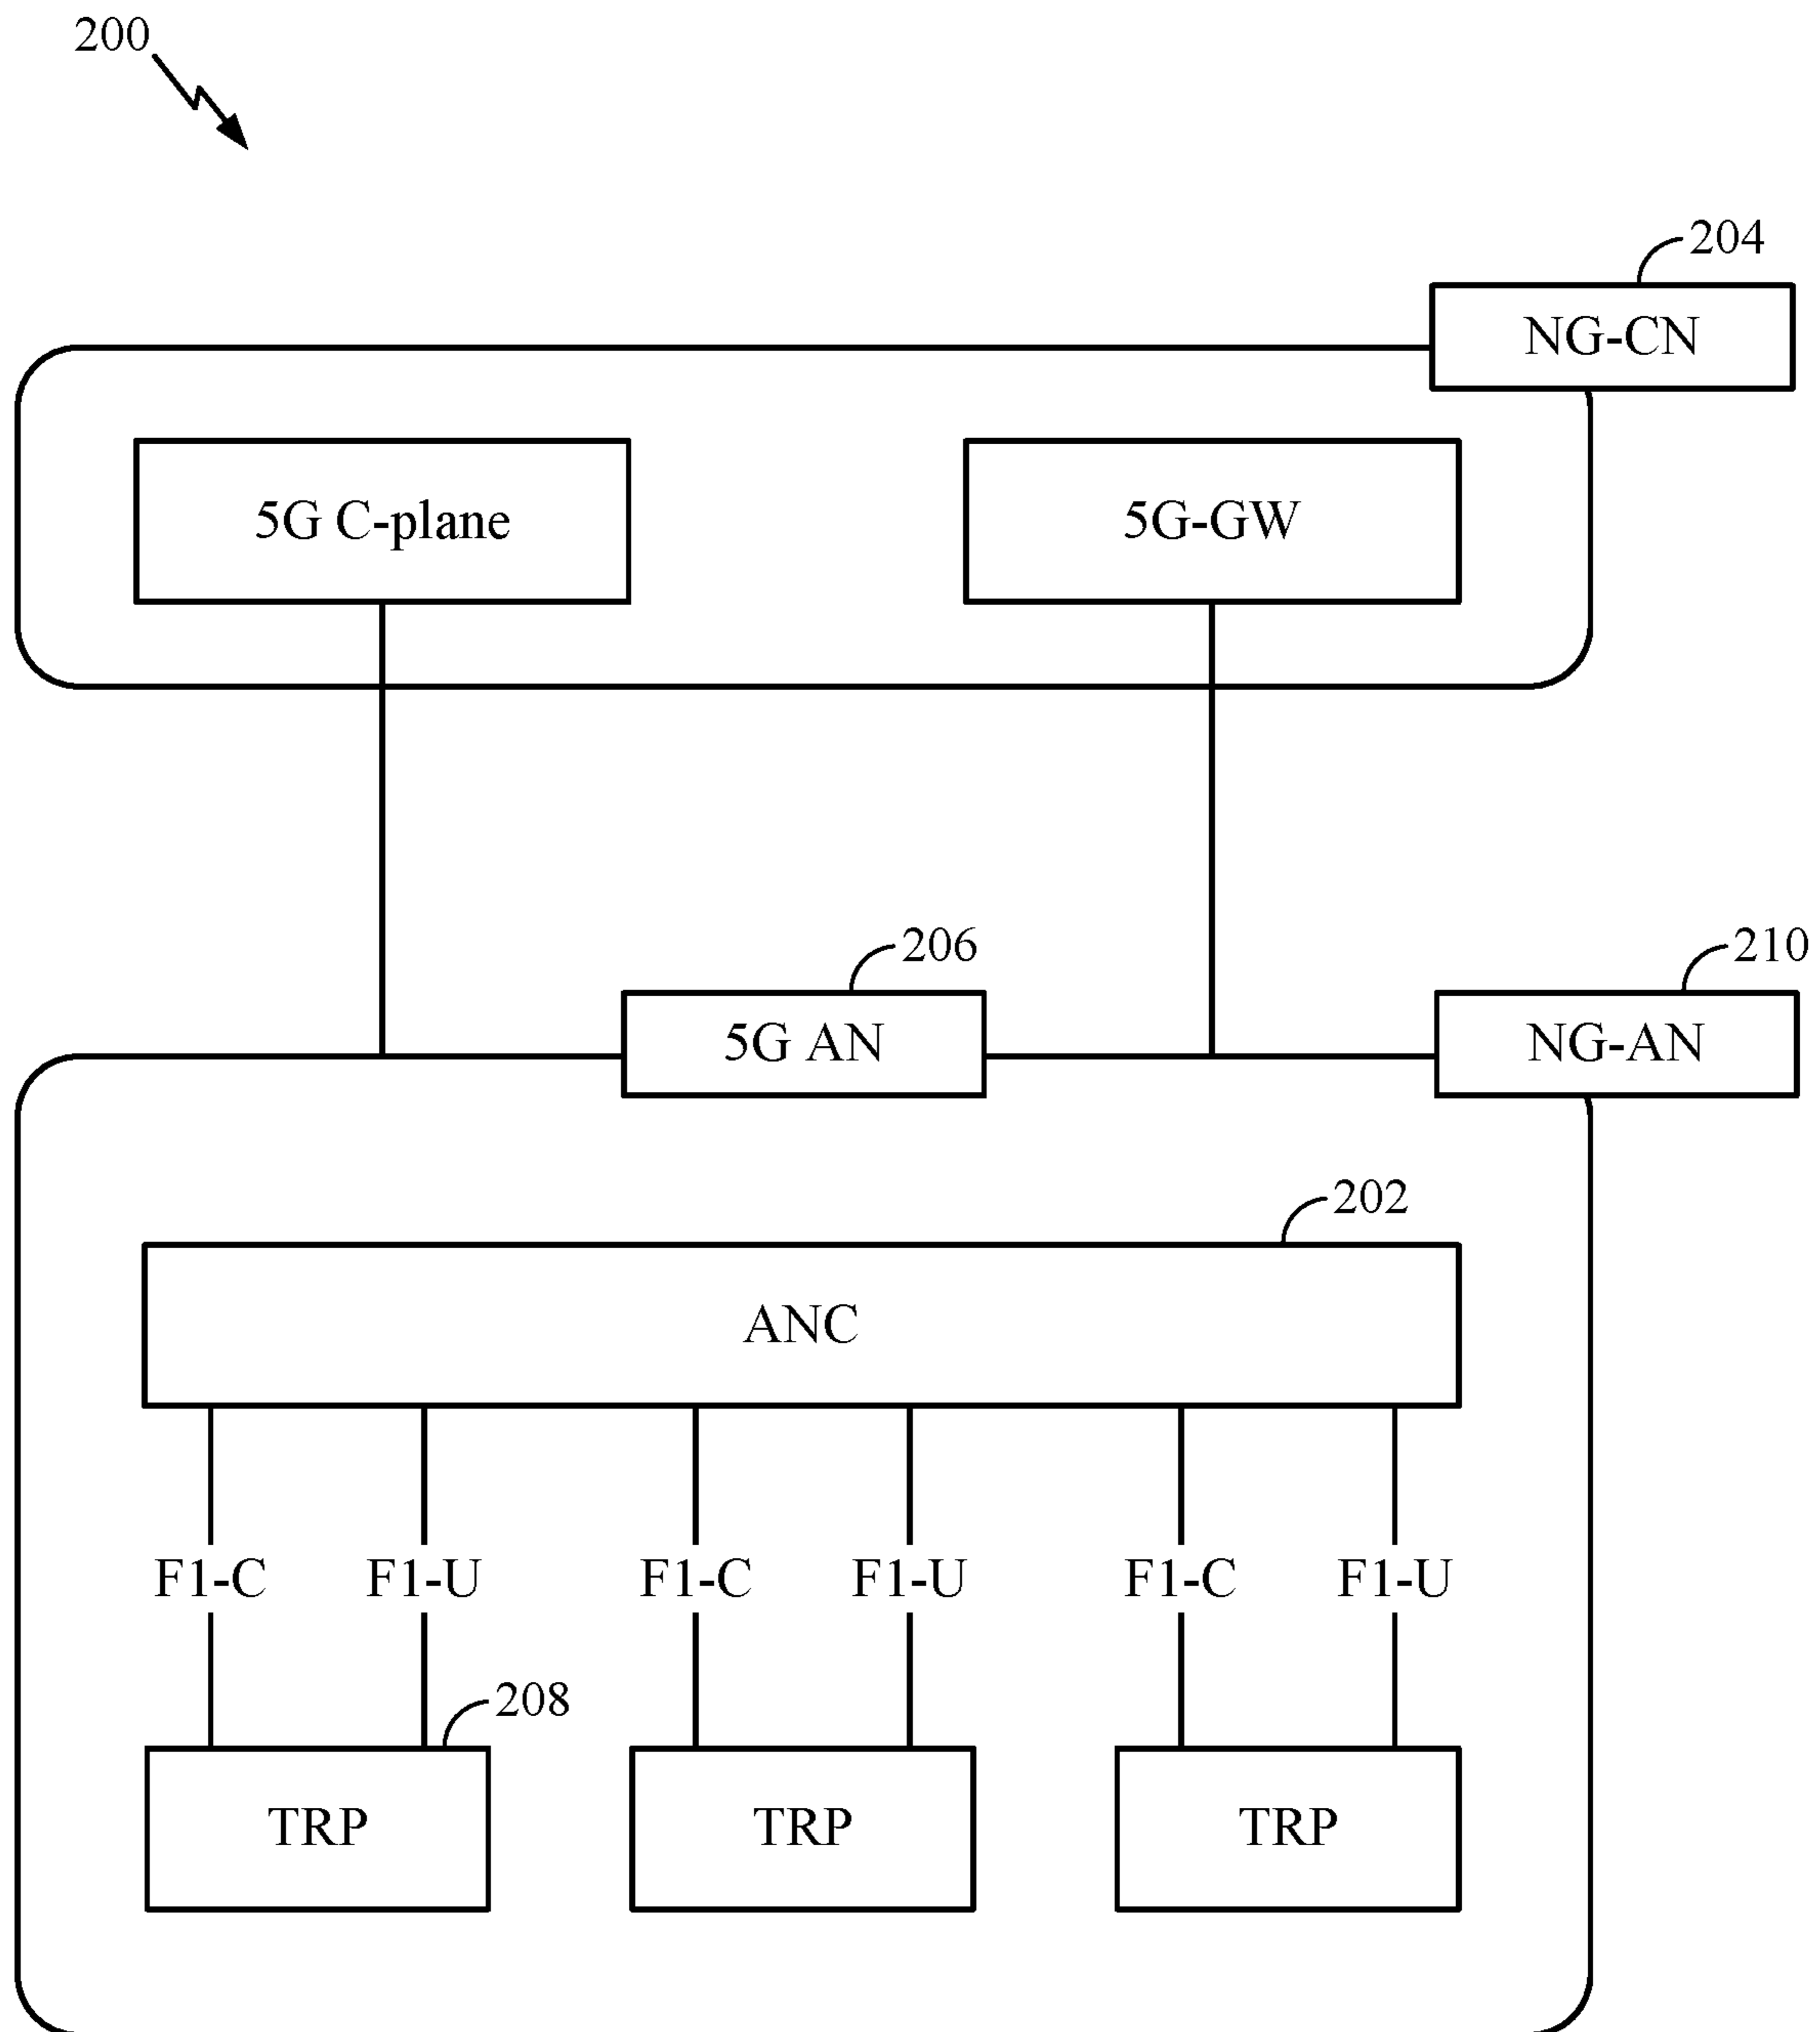 200
204
NG-CN
5G C-plane
5G-GW
206
210
5G AN
NG-AN
202
ANC
F1-C
F1-U
F1-C
F1-U
F1-C
F1-U
208
TRP
TRP
TRP